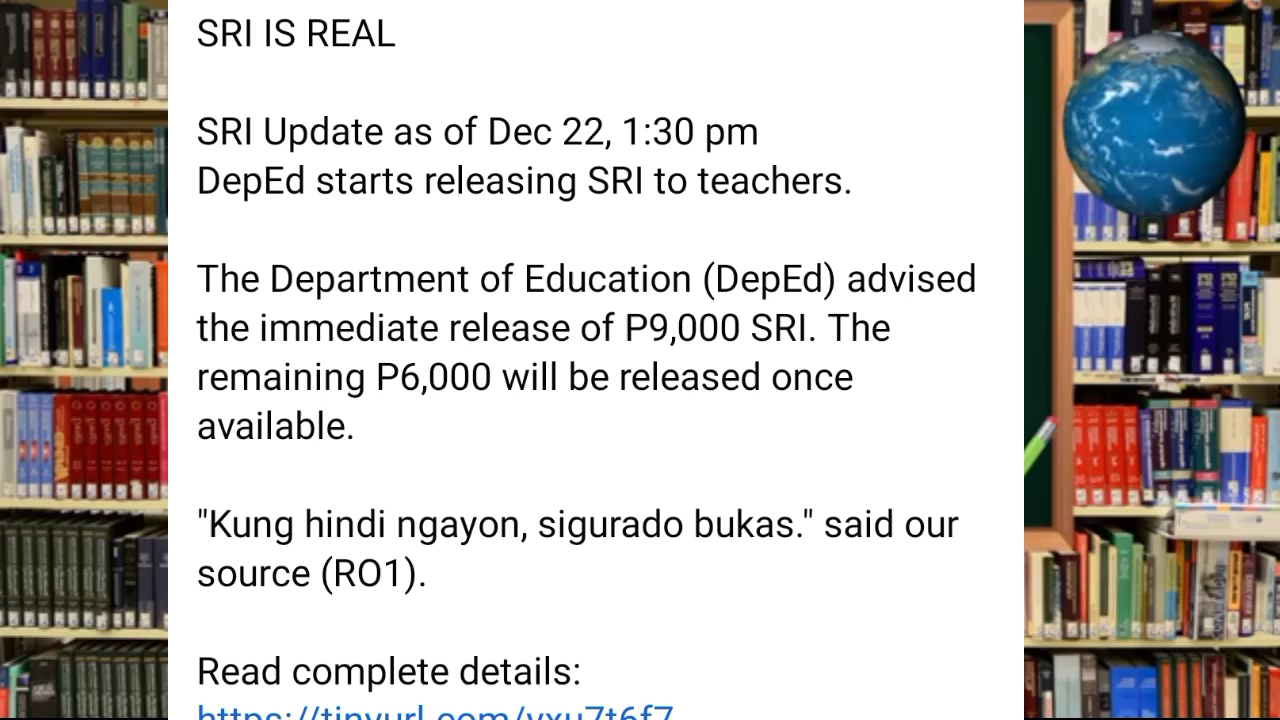 SRI IS REAL
SRI Update as of Dec 22, 1:30 pm
DepEd starts releasing SRI to teachers.
The Department of Education (DepEd) advised
the immediate release of P9,000 SRI. The
remaining P6,000 will be released once
available.
"Kung hindi ngayon, sigurado bukas." said our
source (RO1).
Read complete details: